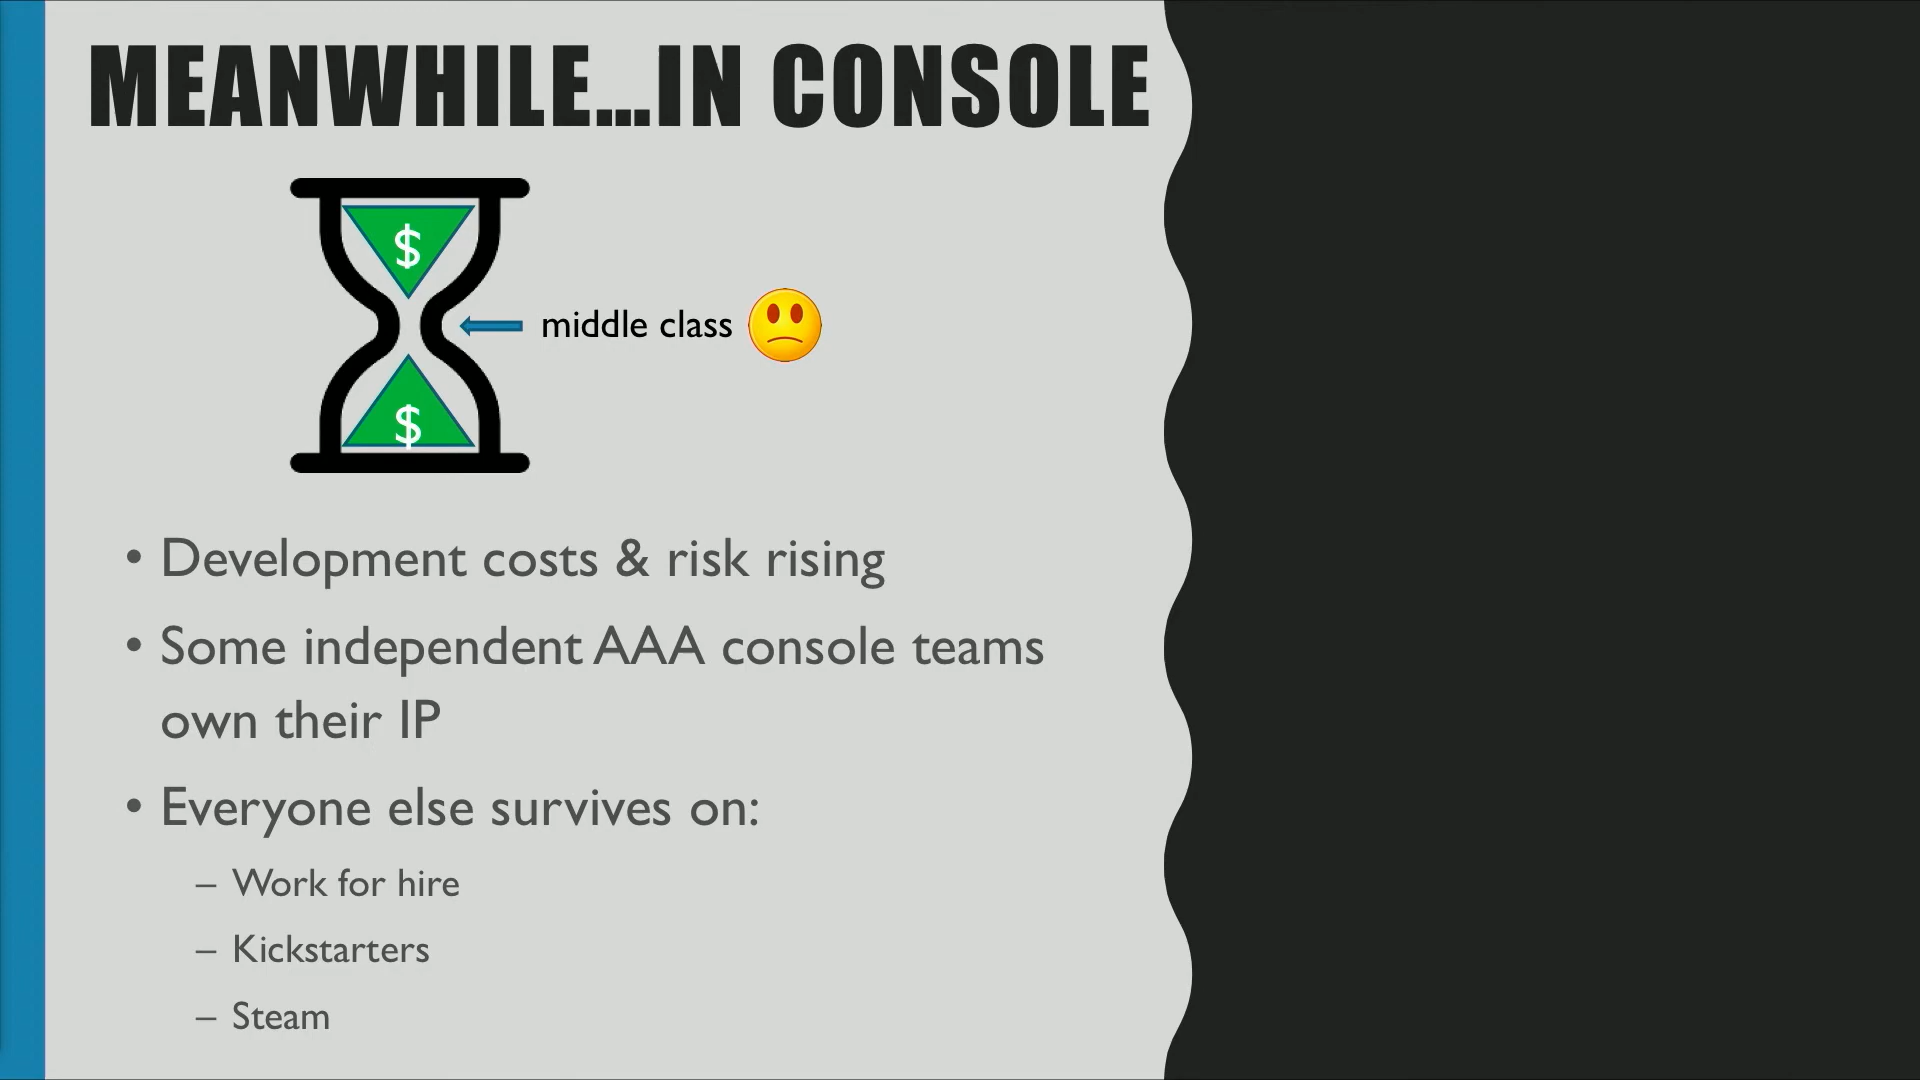 MEANWHILE...IN CONSOLE
$
middle class
$
• Development costs & risk rising
• Some independent AAA console teams
own their IP
• Everyone else survives on:
– Work for hire
– Kickstarters
– Steam